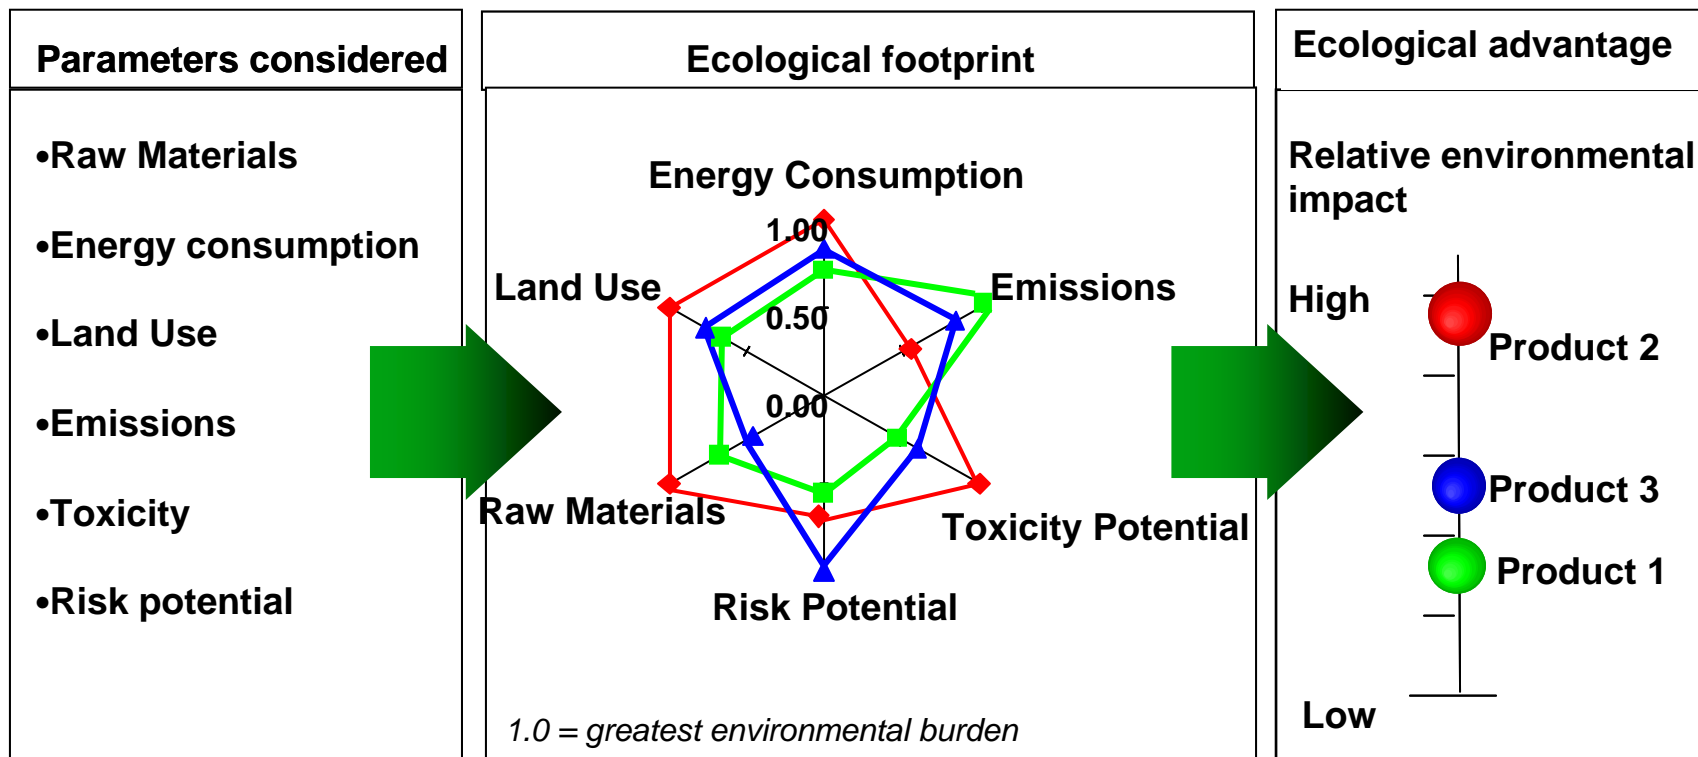 Parameters considered
•Raw Materials
•Energy consumption
•Land Use
•Emissions
•Toxicity
•Risk potential
Ecological footprint
Energy Consumption
1.00
Land Use
Emissions
0.50
0.00
Raw Materials
Toxicity Potential
Risk Potential
1.0 = greatest environmental burden
Ecological advantage
Relative environmental
impact
High
Product 2
Product 3
Product 1
Low